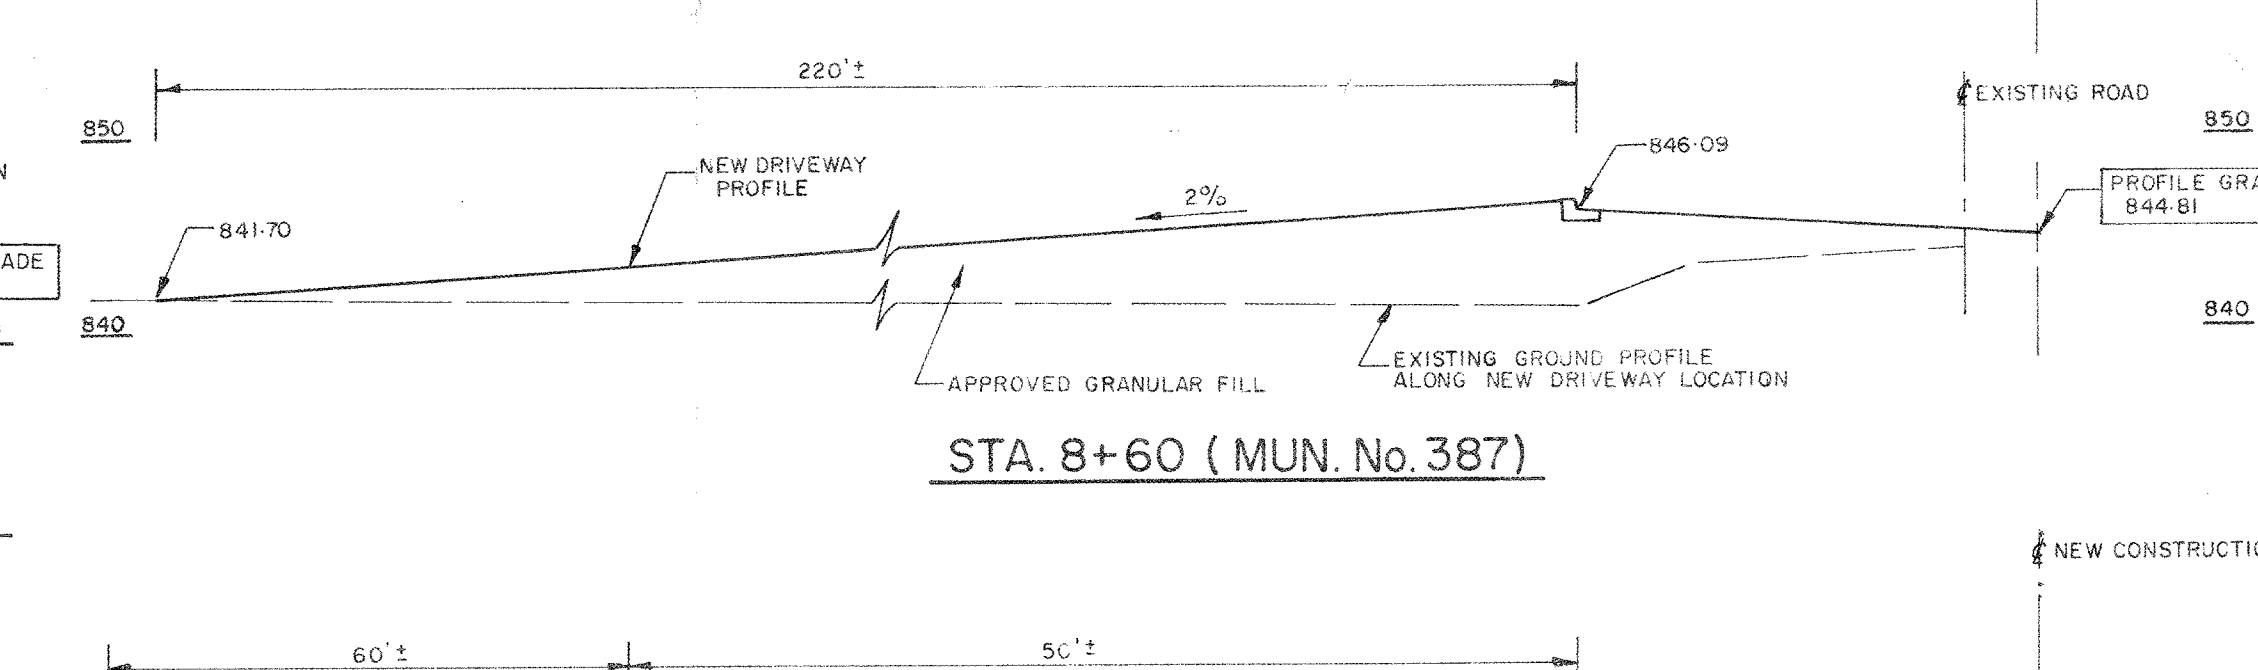 220'±
℄ EXISTING ROAD
850
850
846·09
NEW DRIVEWAY
PROFILE
2%
PROFILE GRA
844·81
841·70
N
ADE
840
840
EXISTING GROUND PROFILE
ALONG NEW DRIVEWAY LOCATION
APPROVED GRANULAR FILL
STA. 8+60 (MUN. No. 387)
℄ NEW CONSTRUCTIO
60'±
50'±